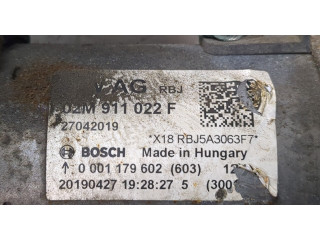 AG RBJ
02M 911 022 F
27042019
*X18 RBJ5A3063F7*
BOSCH Made in Hungary
0 001 179 602 (603) 12
20190427 19:28:27 5 (300